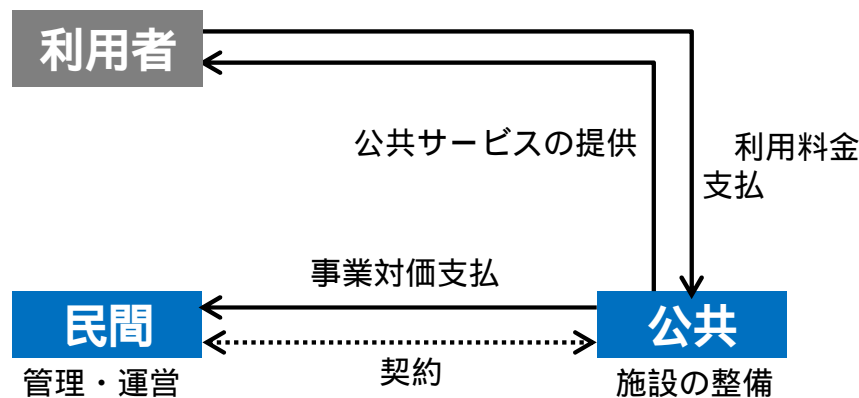 利用者
公共サービスの提供
利用料金
支払
事業対価支払
民間
公共
契約
管理・運営
施設の整備